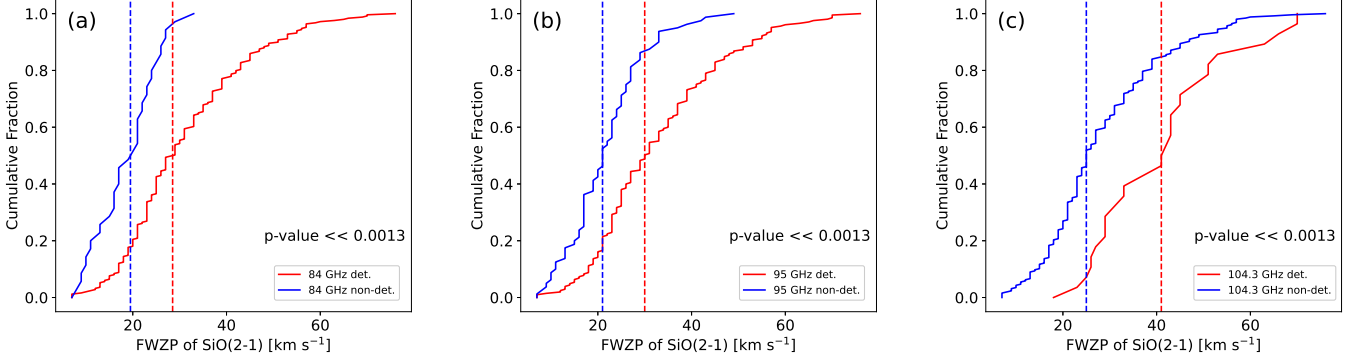 (a)
1.0
0.8
0.6
0.4
0.2
0.0
Cumulative Fraction
p-value << 0.0013
84 GHz det.
84 GHz non-det.
20
40
60
FWZP of SiO(2-1) [km s⁻¹]
(b)
1.0
0.8
0.6
0.4
0.2
0.0
Cumulative Fraction
p-value << 0.0013
95 GHz det.
95 GHz non-det.
20
40
60
FWZP of SiO(2-1) [km s⁻¹]
(c)
1.0
0.8
0.6
0.4
0.2
0.0
Cumulative Fraction
p-value << 0.0013
104.3 GHz det.
104.3 GHz non-det.
20
40
60
FWZP of SiO(2-1) [km s⁻¹]